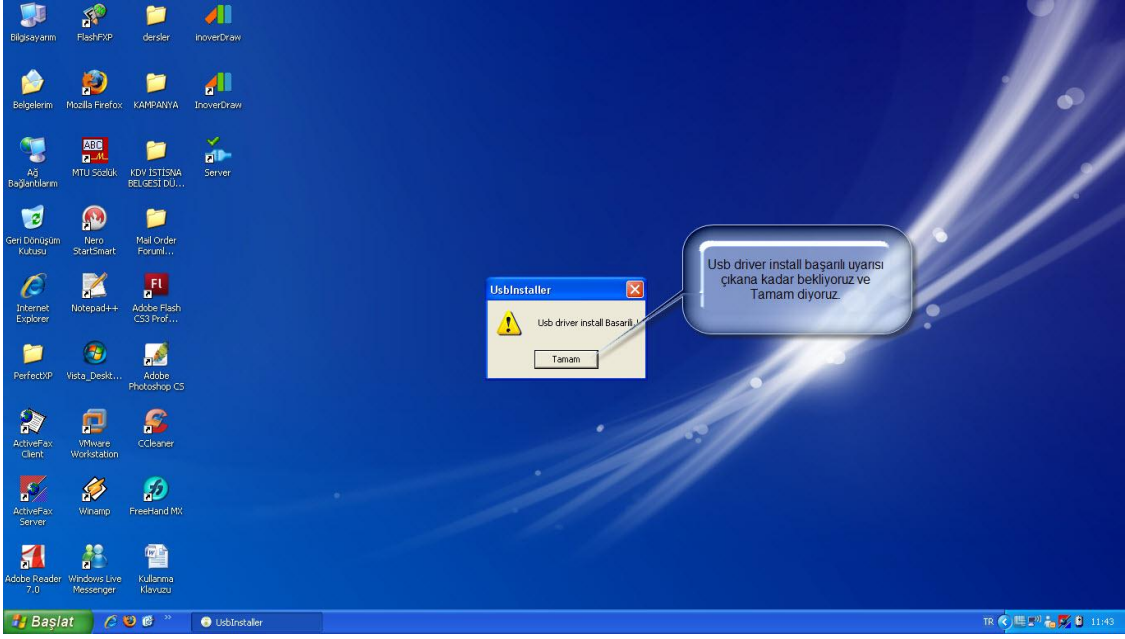 Bilgisayarım
FlashFXP
dersler
inoverDraw
Belgelerim
Mozilla Firefox
KAMPANYA
InoverDraw
Ağ
Bağlantılarım
ABC
MTU Sözlük
KDV İSTİSNA
BELGESİ DÜ...
Server
Geri Dönüşüm
Kutusu
Nero
StartSmart
Mail Order
Foruml...
Internet
Explorer
Notepad++
FL
Adobe Flash
CS3 Prof...
PerfectXP
Vista_Deskt...
Adobe
Photoshop CS
ActiveFax
Client
VMware
Workstation
CCleaner
ActiveFax
Server
Winamp
FreeHand MX
Adobe Reader
7.0
Windows Live
Messenger
Kullanma
Klavuzu
UsbInstaller
Usb driver install Basarili !
Tamam
Usb driver install başarılı uyarısı
çıkana kadar bekliyoruz ve
Tamam diyoruz.
Başlat
UsbInstaller
TR
11:43